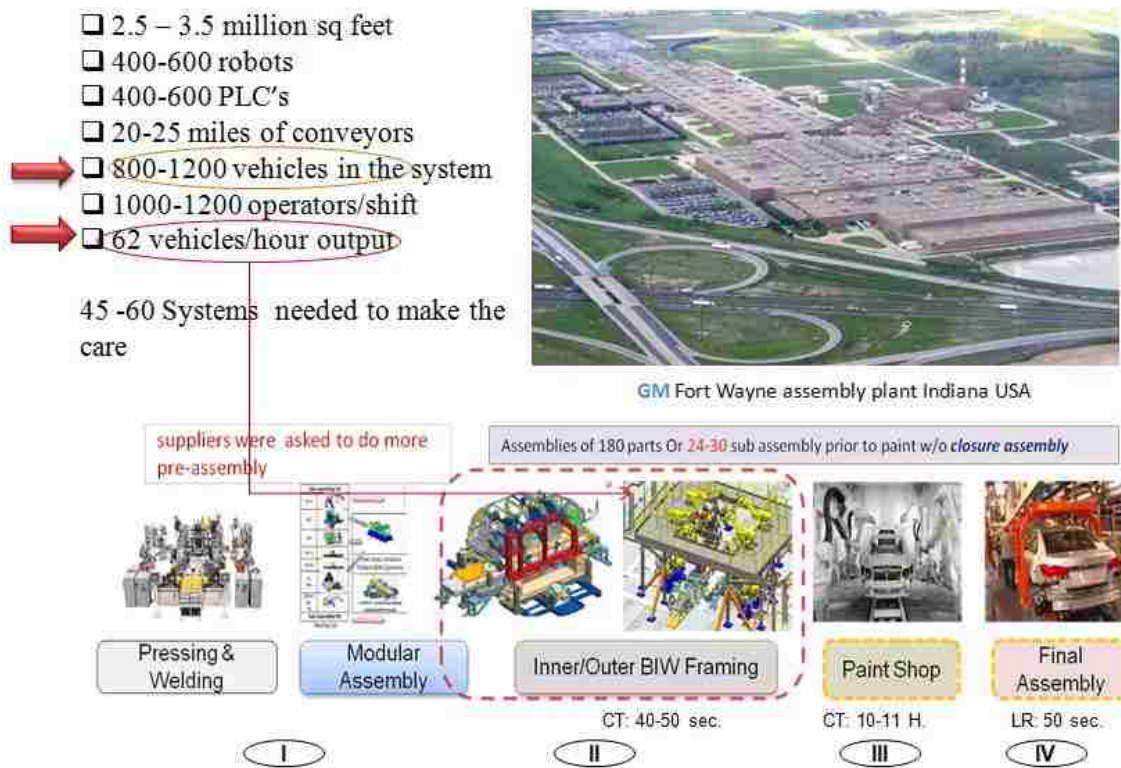 ❑ 2.5 – 3.5 million sq feet
❑ 400-600 robots
❑ 400-600 PLC’s
❑ 20-25 miles of conveyors
❑ 800-1200 vehicles in the system
❑ 1000-1200 operators/shift
❑ 62 vehicles/hour output
45 -60 Systems needed to make the
care
GM Fort Wayne assembly plant Indiana USA
suppliers were asked to do more
pre-assembly
Assemblies of 180 parts Or 24-30 sub assembly prior to paint w/o closure assembly
Pressing &
Welding
Modular
Assembly
Inner/Outer BIW Framing
Paint Shop
Final
Assembly
CT: 40-50 sec.
CT: 10-11 H.
LR: 50 sec.
I
II
III
IV